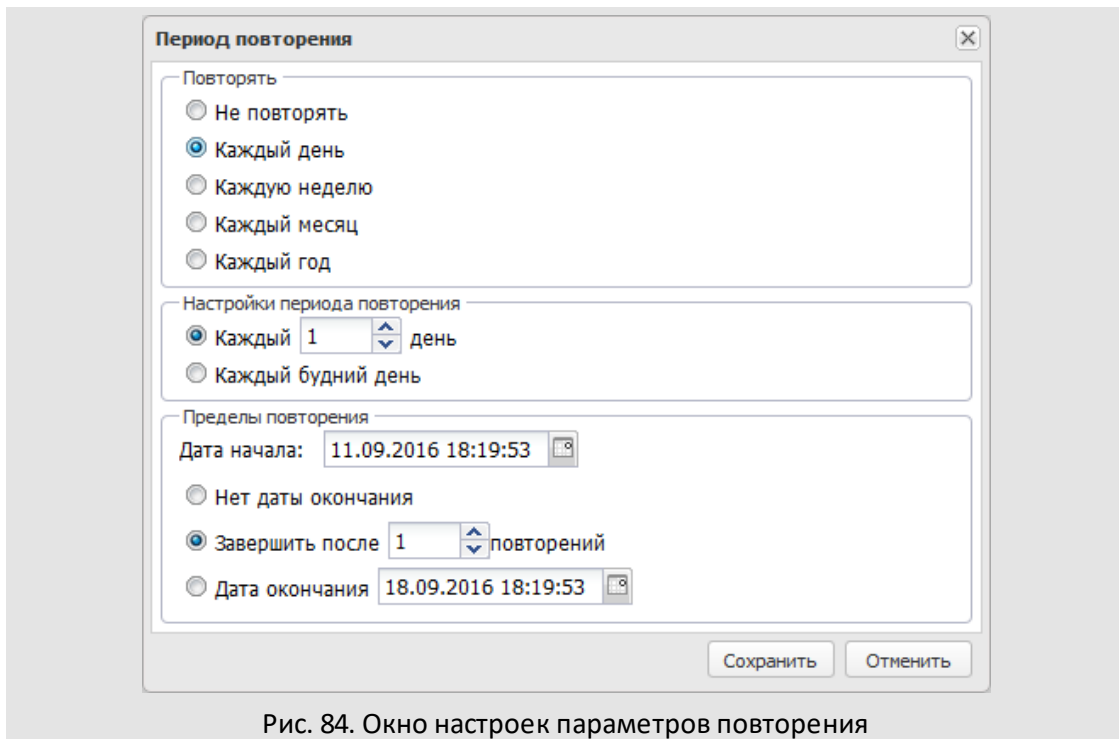 Период повторения
Повторять
Не повторять
Каждый день
Каждую неделю
Каждый месяц
Каждый год
Настройки периода повторения
Каждый 1 день
Каждый будний день
Пределы повторения
Дата начала: 11.09.2016 18:19:53
Нет даты окончания
Завершить после 1 повторений
Дата окончания 18.09.2016 18:19:53
Сохранить Отменить
Рис. 84. Окно настроек параметров повторения